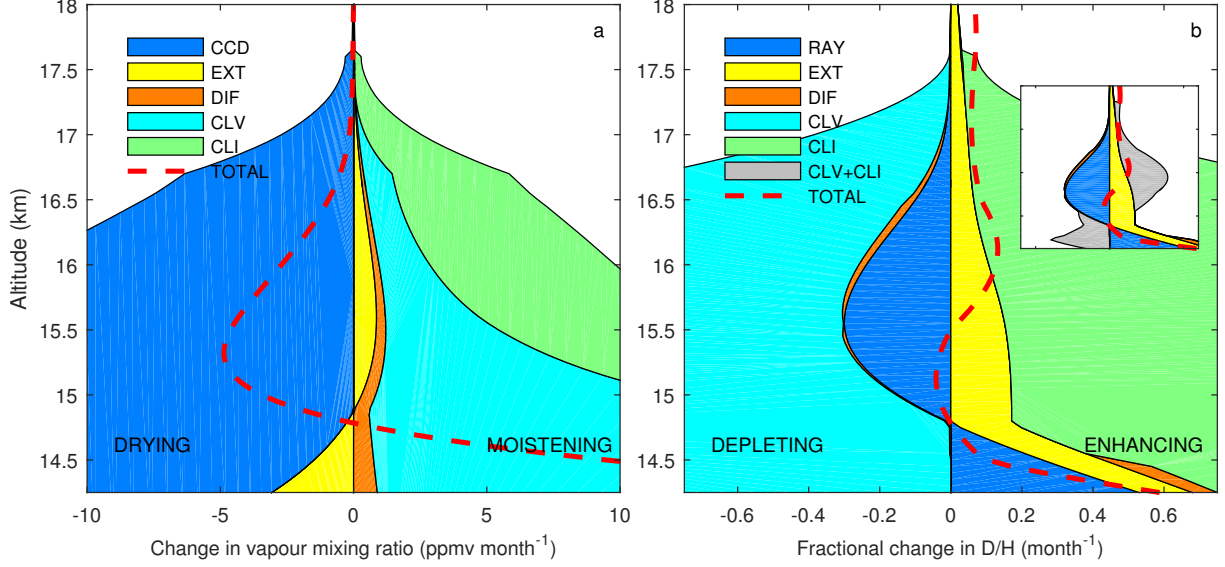 a
CCD
EXT
DIF
CLV
CLI
TOTAL
DRYING
MOISTENING
18
17.5
17
16.5
16
15.5
15
14.5
Altitude (km)
-10
-5
0
5
10
Change in vapour mixing ratio (ppmv month⁻¹)
b
RAY
EXT
DIF
CLV
CLI
CLV+CLI
TOTAL
DEPLETING
ENHANCING
18
17.5
17
16.5
16
15.5
15
14.5
-0.6
-0.4
-0.2
0
0.2
0.4
0.6
Fractional change in D/H (month⁻¹)